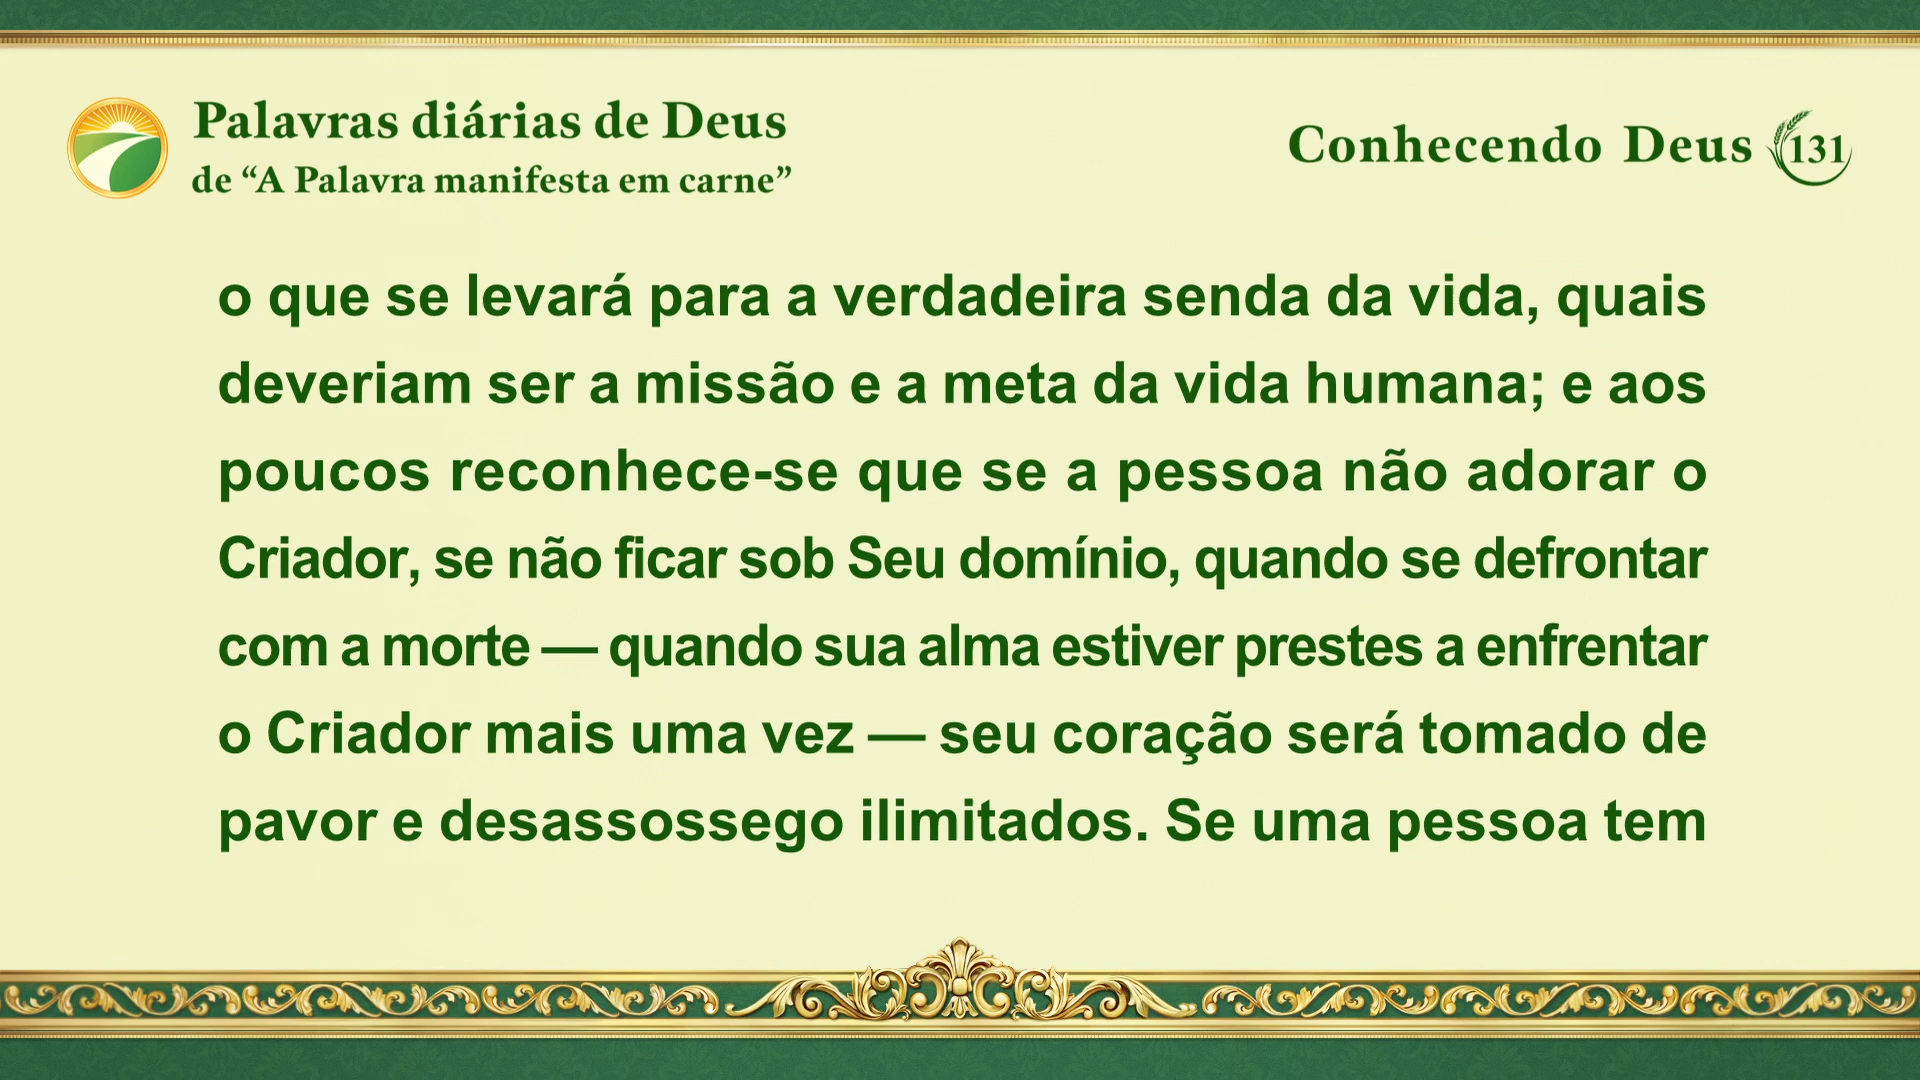 Palavras diárias de Deus
de “A Palavra manifesta em carne”
Conhecendo Deus 131
o que se levará para a verdadeira senda da vida, quais
deveriam ser a missão e a meta da vida humana; e aos
poucos reconhece-se que se a pessoa não adorar o
Criador, se não ficar sob Seu domínio, quando se defrontar
com a morte — quando sua alma estiver prestes a enfrentar
o Criador mais uma vez — seu coração será tomado de
pavor e desassossego ilimitados. Se uma pessoa tem